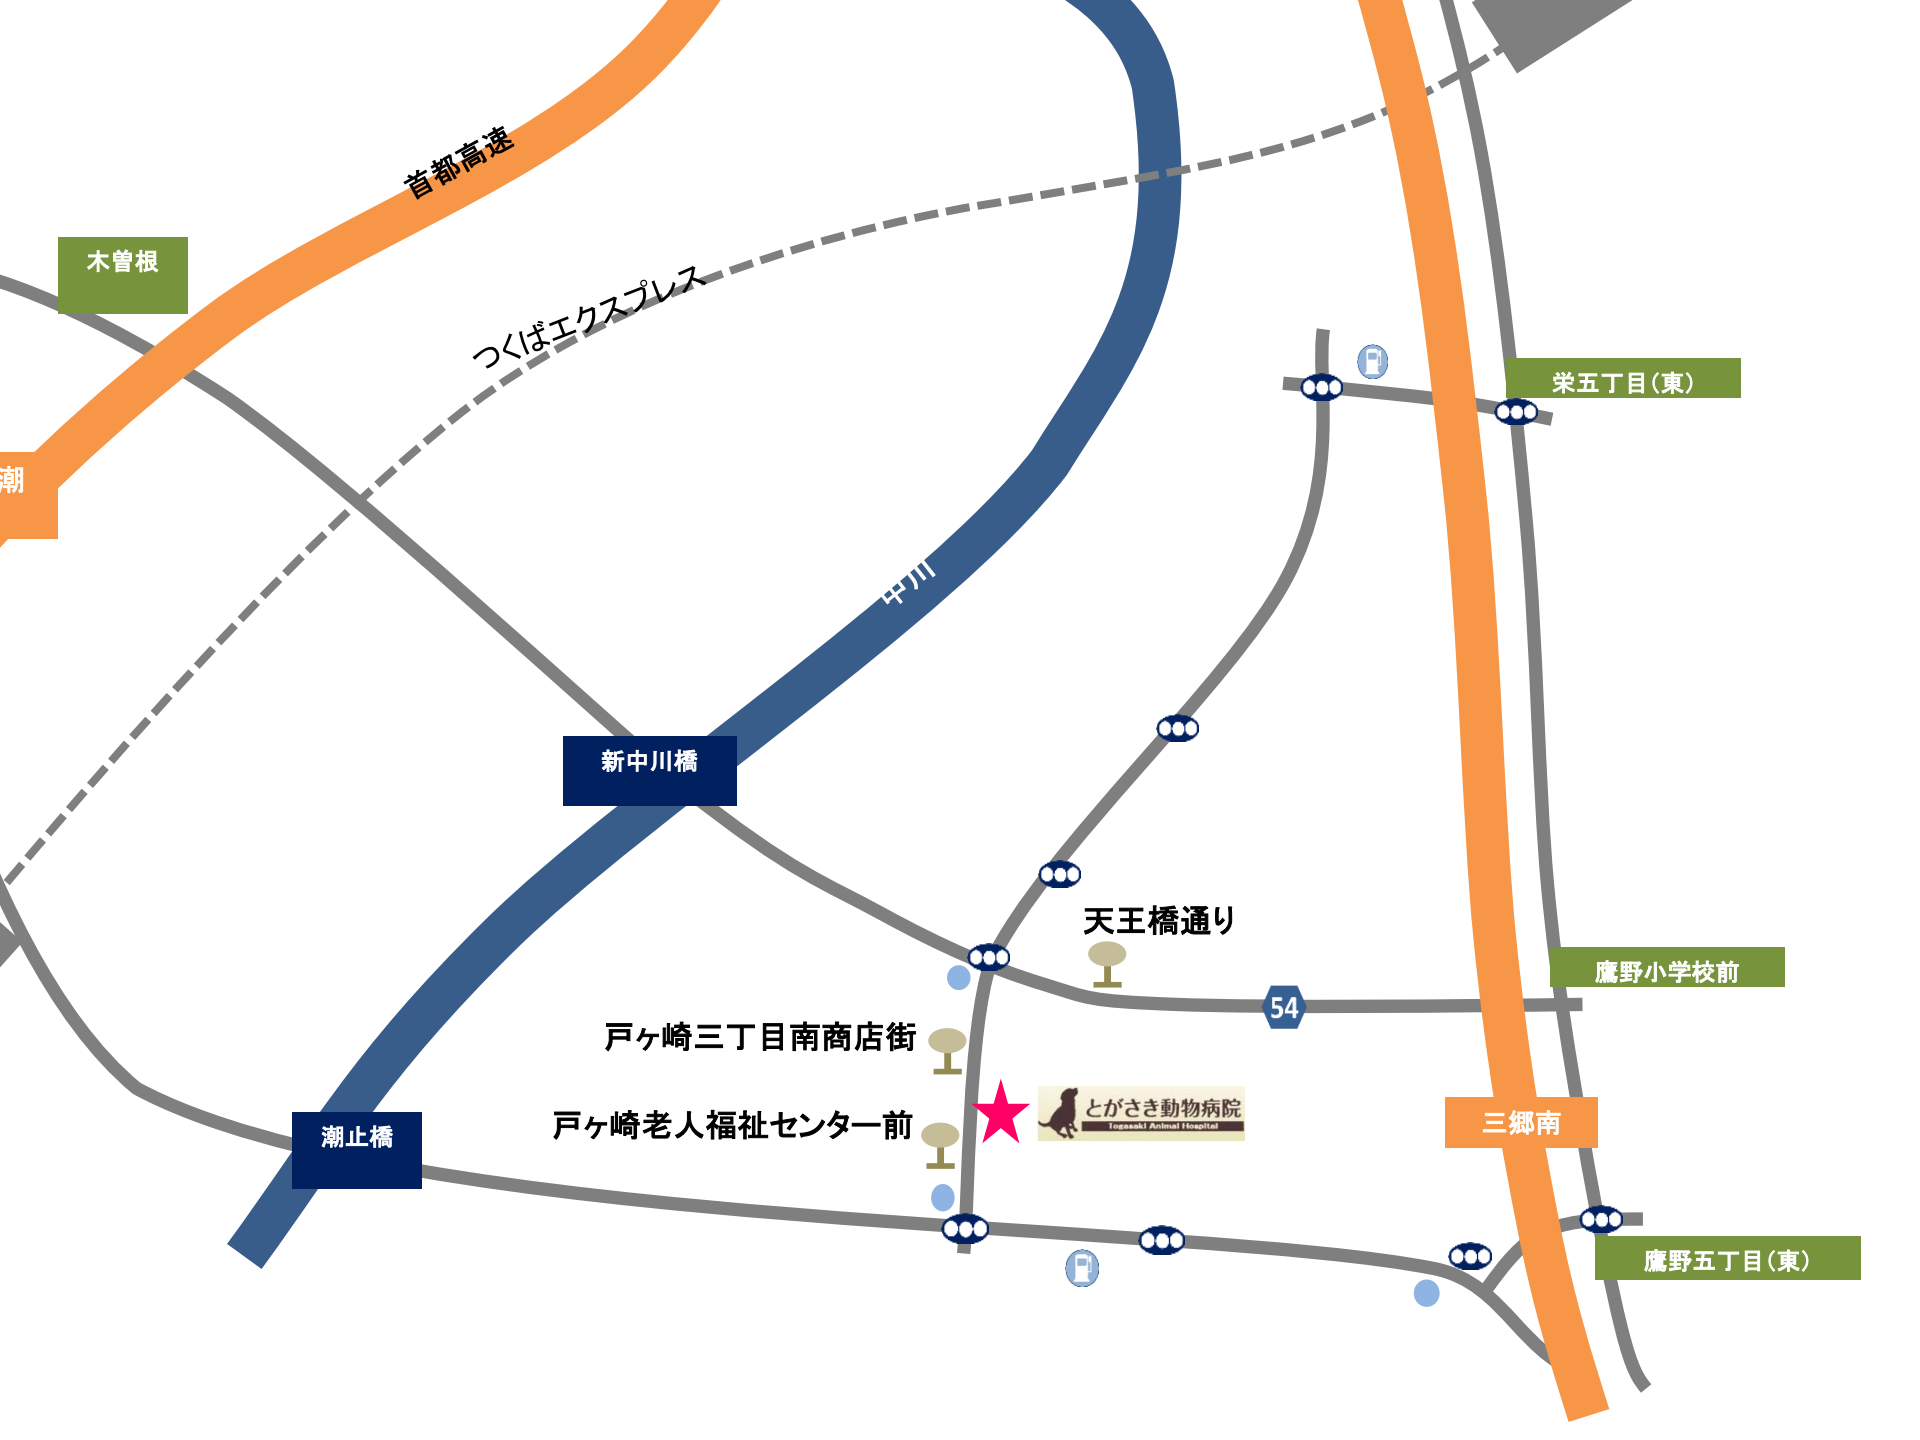 首都高速
木曽根
つくばエクスプレス
栄五丁目(東)
潮
中川
新中川橋
天王橋通り
鷹野小学校前
54
戸ヶ崎三丁目南商店街
とがさき動物病院
Togasaki Animal Hospital
戸ヶ崎老人福祉センター前
三郷南
潮止橋
鷹野五丁目(東)